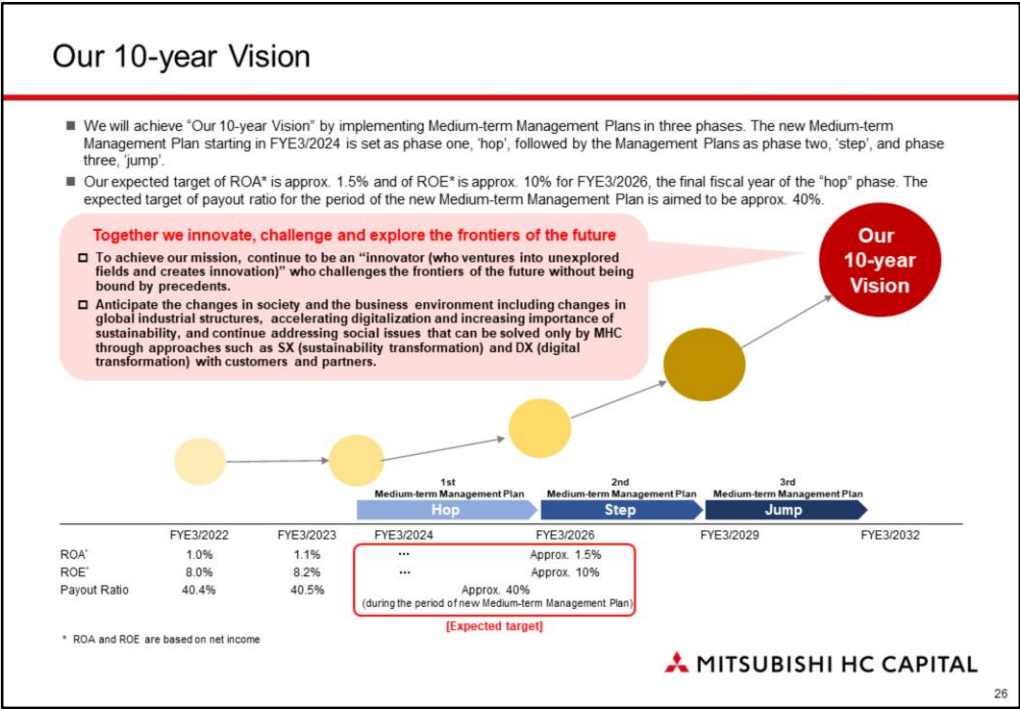 Our 10-year Vision
■ We will achieve “Our 10-year Vision” by implementing Medium-term Management Plans in three phases. The new Medium-term
Management Plan starting in FYE3/2024 is set as phase one, ‘hop’, followed by the Management Plans as phase two, ‘step’, and phase
three, ‘jump’.
■ Our expected target of ROA* is approx. 1.5% and of ROE* is approx. 10% for FYE3/2026, the final fiscal year of the “hop” phase. The
expected target of payout ratio for the period of the new Medium-term Management Plan is aimed to be approx. 40%.
Together we innovate, challenge and explore the frontiers of the future
□ To achieve our mission, continue to be an “innovator (who ventures into unexplored
fields and creates innovation)” who challenges the frontiers of the future without being
bound by precedents.
□ Anticipate the changes in society and the business environment including changes in
global industrial structures, accelerating digitalization and increasing importance of
sustainability, and continue addressing social issues that can be solved only by MHC
through approaches such as SX (sustainability transformation) and DX (digital
transformation) with customers and partners.
Our
10-year
Vision
1st
Medium-term Management Plan
Hop
2nd
Medium-term Management Plan
Step
3rd
Medium-term Management Plan
Jump
FYE3/2022 FYE3/2023 FYE3/2024 FYE3/2026 FYE3/2029 FYE3/2032
ROA* 1.0% 1.1% ··· Approx. 1.5%
ROE* 8.0% 8.2% ··· Approx. 10%
Payout Ratio 40.4% 40.5% Approx. 40%
(during the period of new Medium-term Management Plan)
[Expected target]
* ROA and ROE are based on net income
MITSUBISHI HC CAPITAL
26